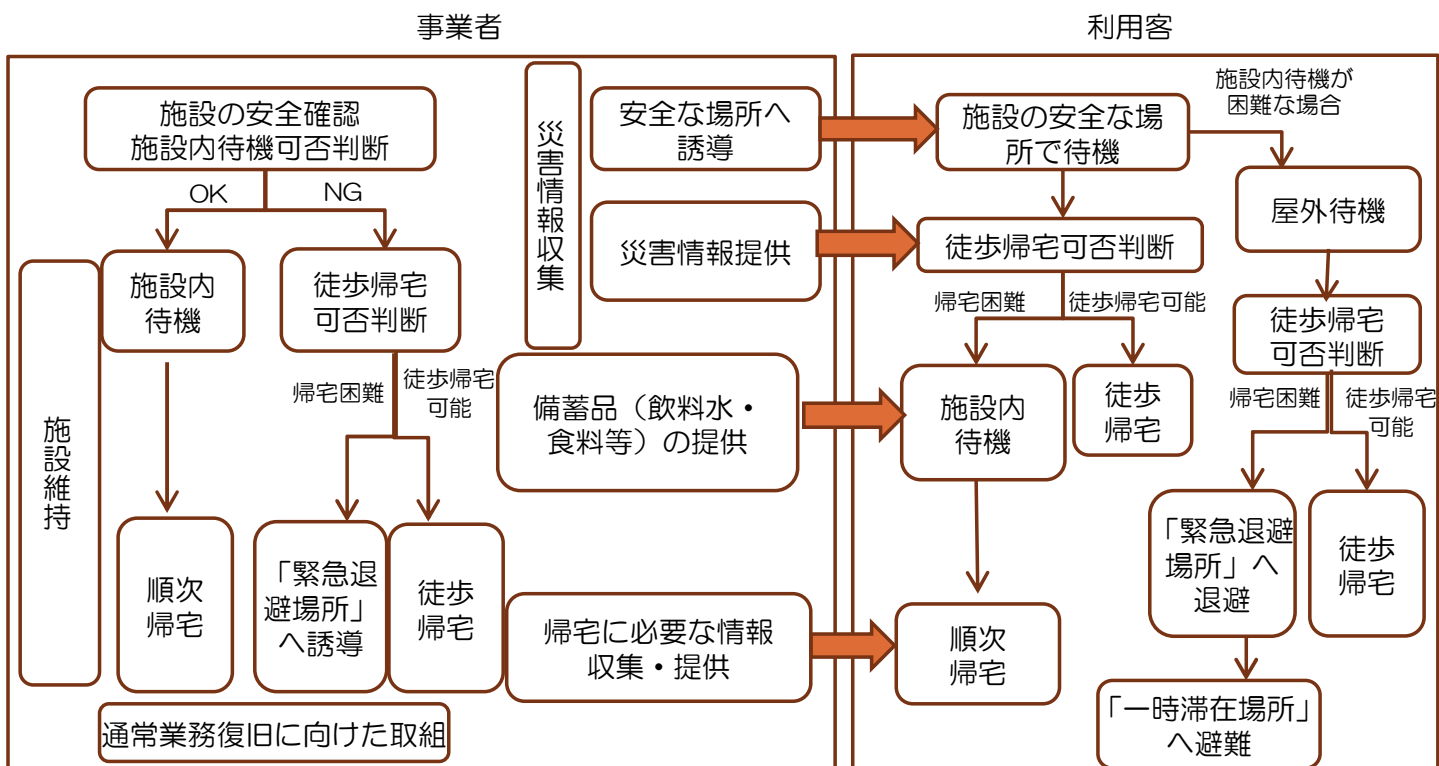 事業者
利用客
施設の安全確認
施設内待機可否判断
OK
NG
施設内
待機
徒歩帰宅
可否判断
帰宅困難
徒歩帰宅
可能
施設維持
順次
帰宅
「緊急退
避場所」
へ誘導
徒歩
帰宅
通常業務復旧に向けた取組
災害情報収集
安全な場所へ
誘導
災害情報提供
備蓄品（飲料水・
食料等）の提供
帰宅に必要な情報
収集・提供
施設の安全な場
所で待機
施設内待機が
困難な場合
屋外待機
徒歩帰宅可否判断
帰宅困難
徒歩帰宅可能
施設内
待機
徒歩
帰宅
順次
帰宅
徒歩帰宅
可否判断
帰宅困難
徒歩帰宅
可能
「緊急退避
場所」へ
退避
徒歩
帰宅
「一時滞在場所」
へ避難